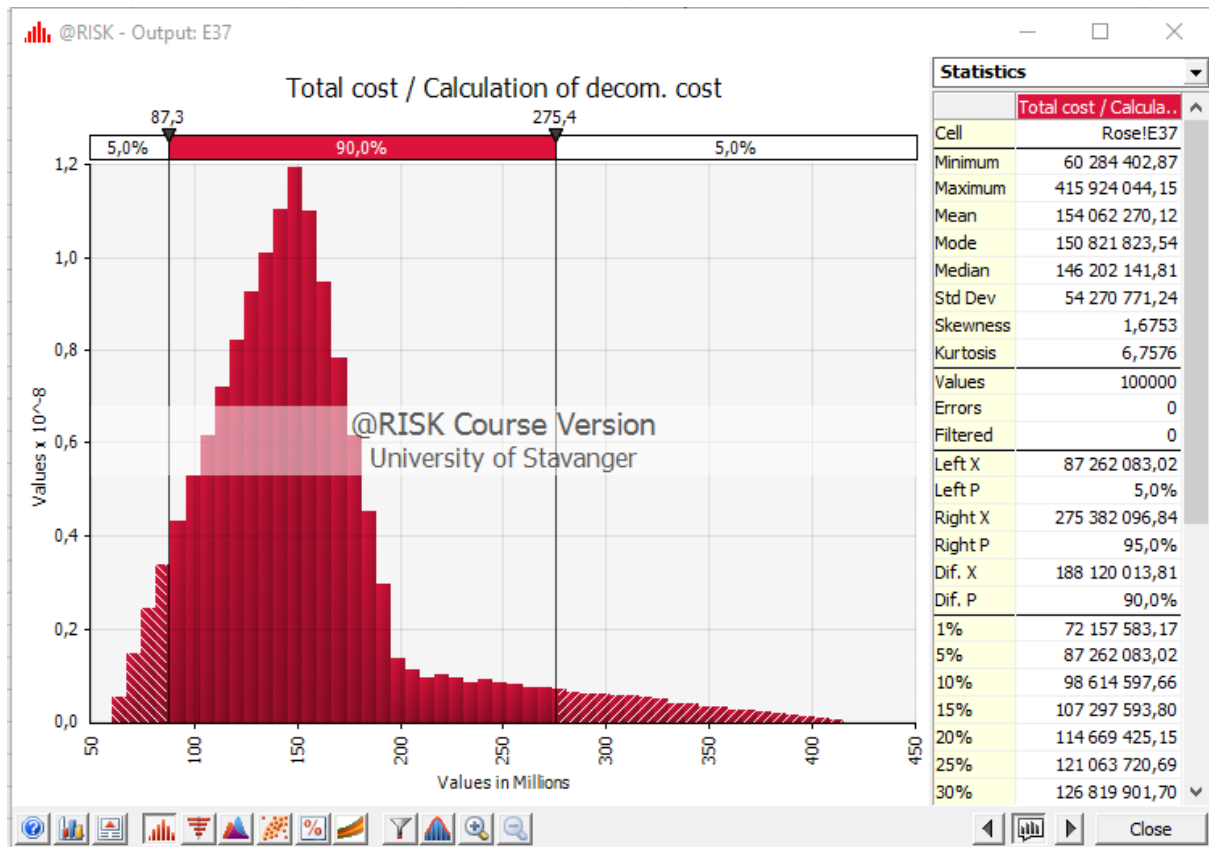 @RISK - Output: E37
Total cost / Calculation of decom. cost
87,3 275,4
5,0% 90,0% 5,0%
1,2
1,0
0,8
0,6
0,4
0,2
0,0
Values x 10^-8
@RISK Course Version
University of Stavanger
50 100 150 200 250 300 350 400 450
Values in Millions
Statistics
Total cost / Calcula..
Cell Rose!E37
Minimum 60 284 402,87
Maximum 415 924 044,15
Mean 154 062 270,12
Mode 150 821 823,54
Median 146 202 141,81
Std Dev 54 270 771,24
Skewness 1,6753
Kurtosis 6,7576
Values 100000
Errors 0
Filtered 0
Left X 87 262 083,02
Left P 5,0%
Right X 275 382 096,84
Right P 95,0%
Dif. X 188 120 013,81
Dif. P 90,0%
1% 72 157 583,17
5% 87 262 083,02
10% 98 614 597,66
15% 107 297 593,80
20% 114 669 425,15
25% 121 063 720,69
30% 126 819 901,70
Close